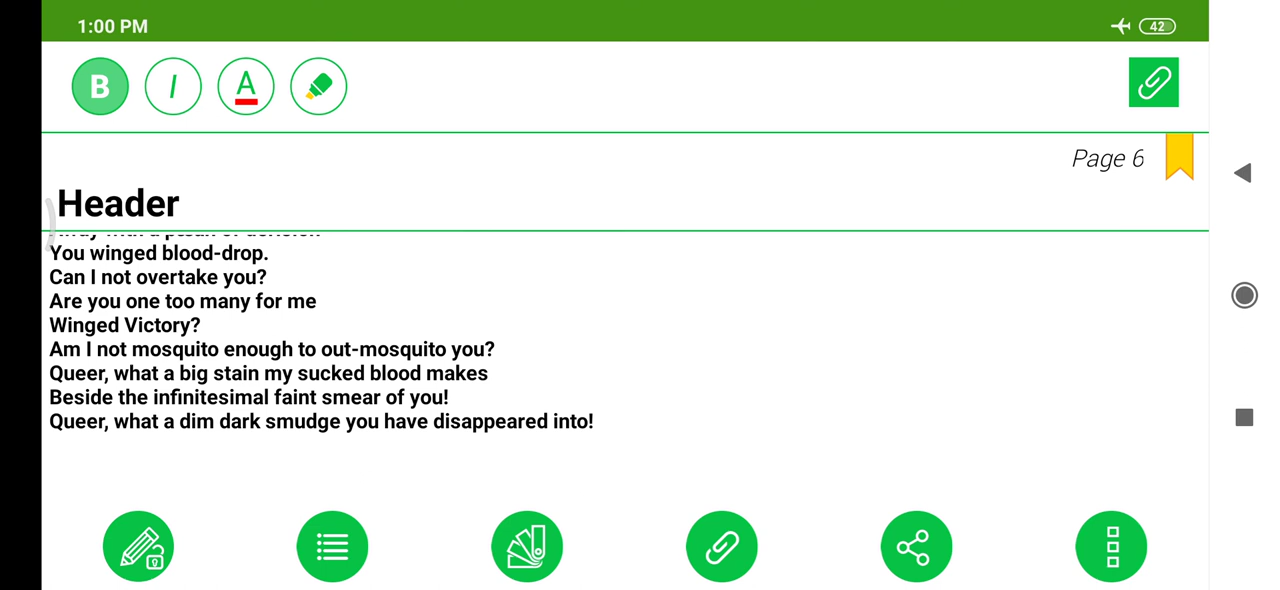 1:00 PM
42
B I A
Page 6
Header
You winged blood-drop.
Can I not overtake you?
Are you one too many for me
Winged Victory?
Am I not mosquito enough to out-mosquito you?
Queer, what a big stain my sucked blood makes
Beside the infinitesimal faint smear of you!
Queer, what a dim dark smudge you have disappeared into!